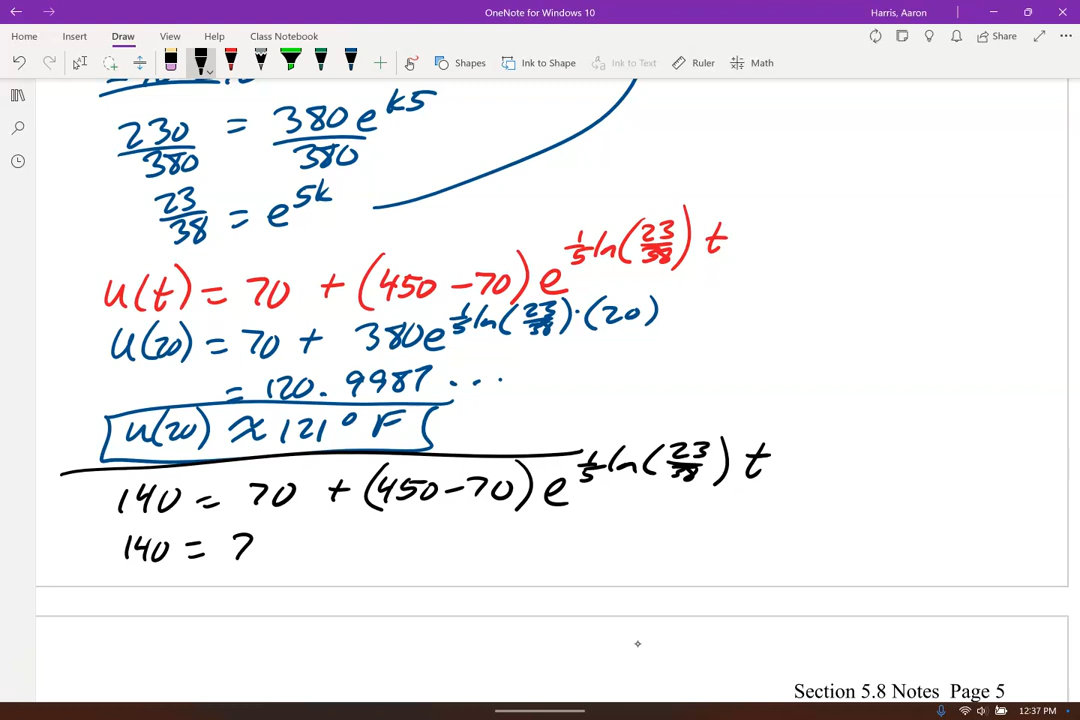 OneNote for Windows 10
Harris, Aaron
Home Insert Draw View Help Class Notebook
Share
Shapes Ink to Shape Ink to Text Ruler Math
230/380 = 380e^(k5)/380
23/38 = e^(5k)
u(t) = 70 + (450 - 70) e^(1/5 ln(23/38) t)
u(20) = 70 + 380e^(1/5 ln(23/38)·(20))
= 120.9987...
u(20) ≈ 121° F
140 = 70 + (450 - 70) e^(1/5 ln(23/38) t)
140 = 7
Section 5.8 Notes Page 5
12:37 PM